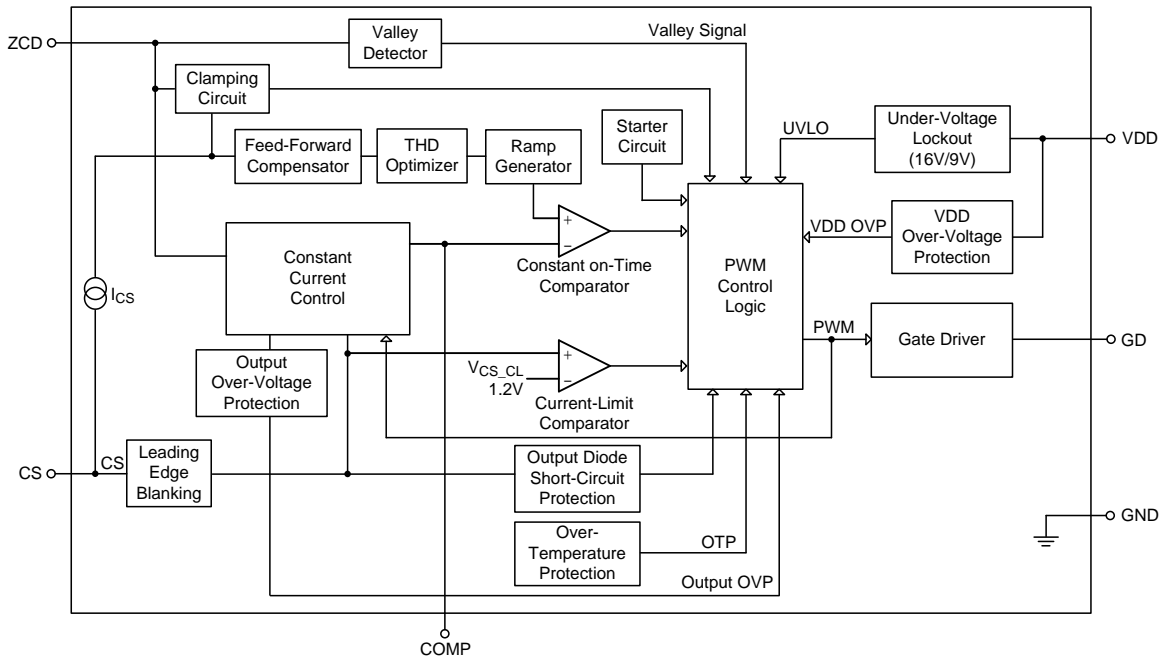 ZCD
Valley
Detector
Valley Signal
Clamping
Circuit
Feed-Forward
Compensator
THD
Optimizer
Ramp
Generator
Starter
Circuit
UVLO
Under-Voltage
Lockout
(16V/9V)
VDD
VDD OVP
VDD
Over-Voltage
Protection
Constant
Current
Control
+
−
Constant on-Time
Comparator
PWM
Control
Logic
ICS
PWM
Gate Driver
GD
Output
Over-Voltage
Protection
VCS_CL
1.2V
+
−
Current-Limit
Comparator
CS
CS
Leading
Edge
Blanking
Output Diode
Short-Circuit
Protection
GND
Over-
Temperature
Protection
OTP
Output OVP
COMP